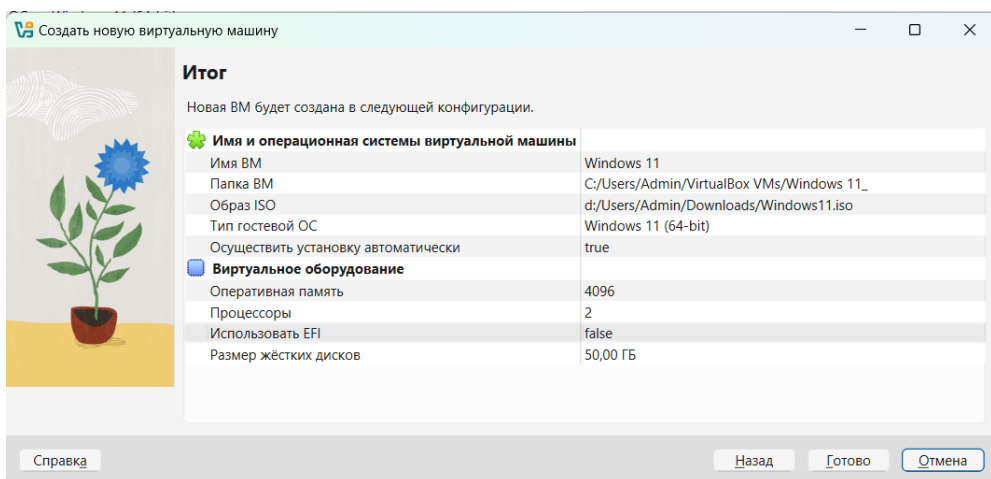 Создать новую виртуальную машину
Итог
Новая ВМ будет создана в следующей конфигурации.
Имя и операционная системы виртуальной машины
Имя ВМ Windows 11
Папка ВМ C:/Users/Admin/VirtualBox VMs/Windows 11_
Образ ISO d:/Users/Admin/Downloads/Windows11.iso
Тип гостевой ОС Windows 11 (64-bit)
Осуществить установку автоматически true
Виртуальное оборудование
Оперативная память 4096
Процессоры 2
Использовать EFI false
Размер жёстких дисков 50,00 ГБ
Справка Назад Готово Отмена